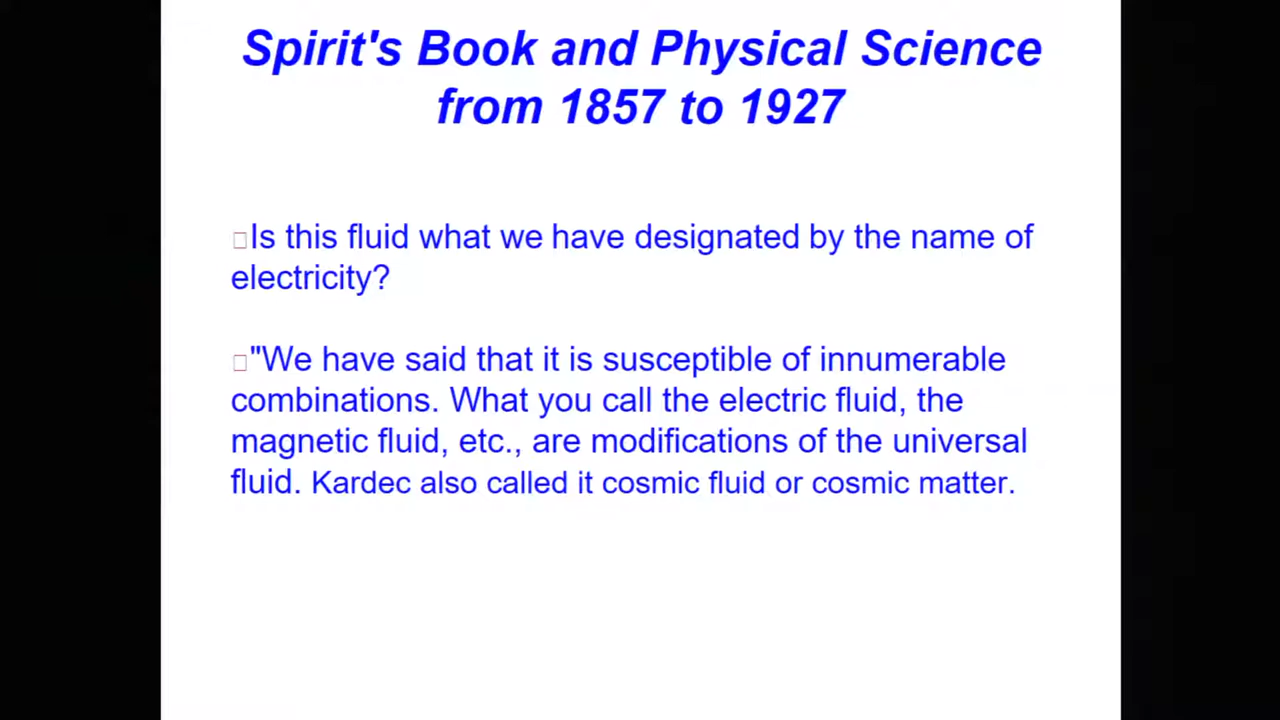 Spirit's Book and Physical Science
from 1857 to 1927
Is this fluid what we have designated by the name of
electricity?
"We have said that it is susceptible of innumerable
combinations. What you call the electric fluid, the
magnetic fluid, etc., are modifications of the universal
fluid. Kardec also called it cosmic fluid or cosmic matter.